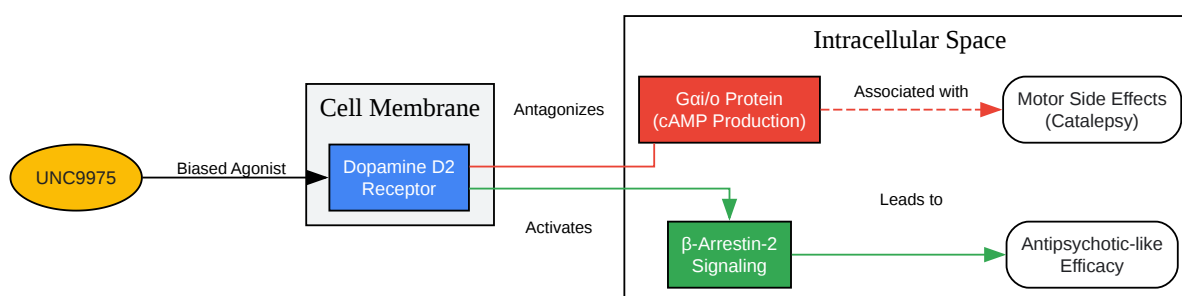 Intracellular Space
Cell Membrane
Antagonizes
Gαi/o Protein
(cAMP Production)
Associated with
Motor Side Effects
(Catalepsy)
UNC9975
Biased Agonist
Dopamine D2
Receptor
Activates
β-Arrestin-2
Signaling
Leads to
Antipsychotic-like
Efficacy